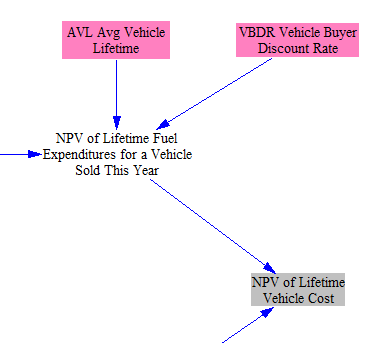 AVL Avg Vehicle
Lifetime
VBDR Vehicle Buyer
Discount Rate
NPV of Lifetime Fuel
Expenditures for a Vehicle
Sold This Year
NPV of Lifetime
Vehicle Cost